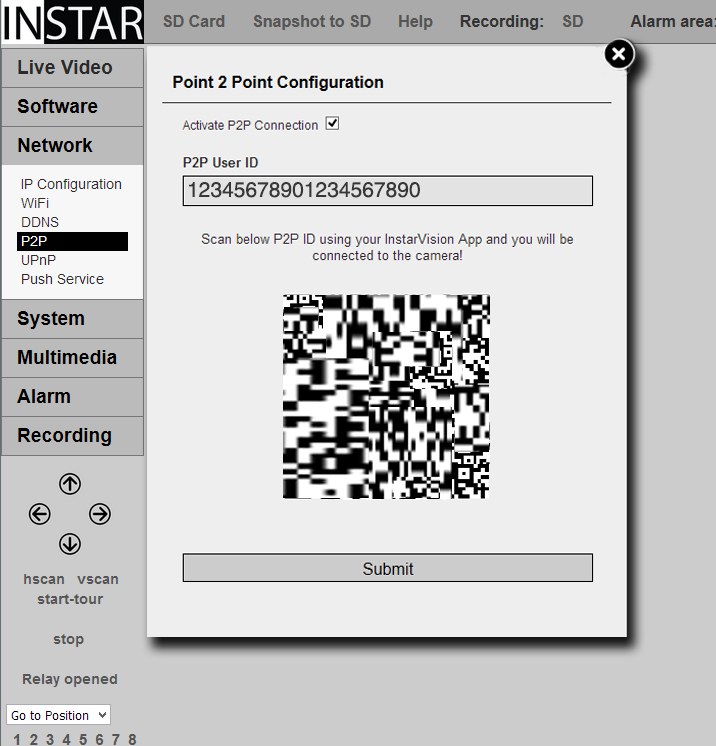 INSTAR
SD Card Snapshot to SD Help Recording: SD Alarm area:
Live Video
Software
Network
IP Configuration
WiFi
DDNS
P2P
UPnP
Push Service
System
Multimedia
Alarm
Recording
hscan vscan
start-tour
stop
Relay opened
Go to Position
1 2 3 4 5 6 7 8
Point 2 Point Configuration
Activate P2P Connection
P2P User ID
12345678901234567890
Scan below P2P ID using your InstarVision App and you will be
connected to the camera!
Submit